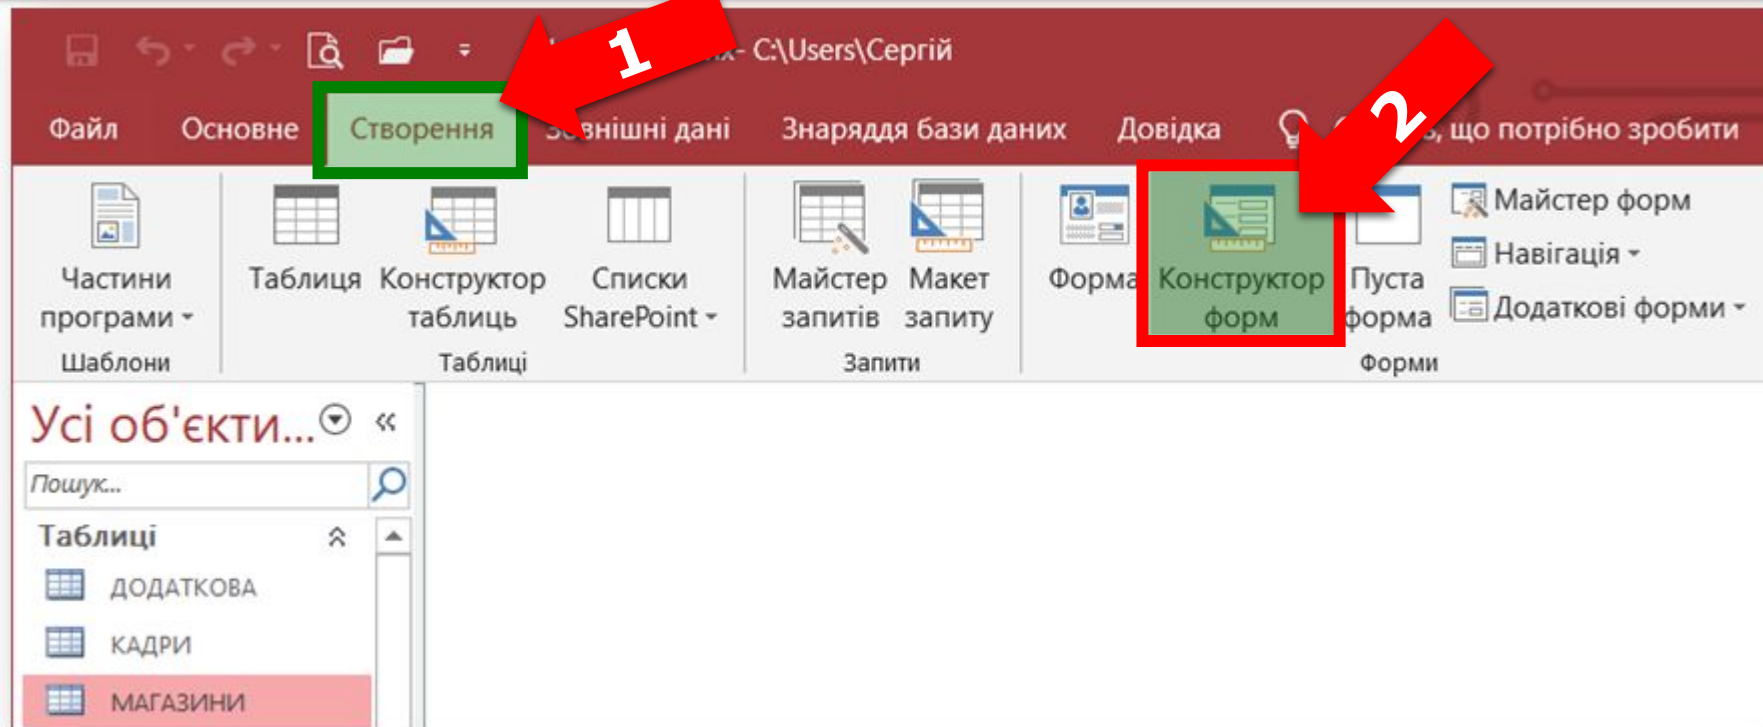 C:\Users\Сергій
1
2
Файл Основне Створення Зовнішні дані Знаряддя бази даних Довідка що потрібно зробити
Частини програми
Таблиця
Конструктор таблиць
Списки SharePoint
Майстер запитів
Макет запиту
Форма
Конструктор форм
Пуста форма
Майстер форм
Навігація
Додаткові форми
Шаблони Таблиці Запити Форми
Усі об'єкти... «
Пошук...
Таблиці
ДОДАТКОВА
КАДРИ
МАГАЗИНИ